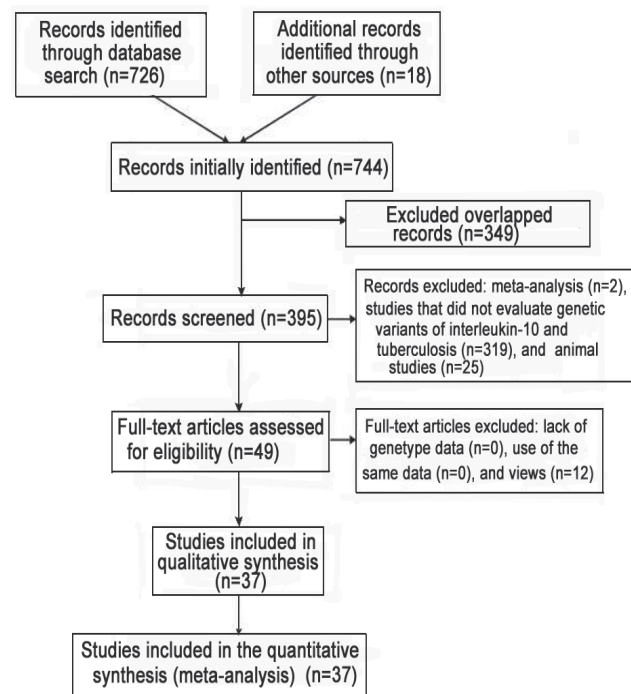 Records identified
through database
search (n=726)
Additional records
identified through
other sources (n=18)
Records initially identified (n=744)
Excluded overlapped
records (n=349)
Records screened (n=395)
Records excluded: meta-analysis (n=2),
studies that did not evaluate genetic
variants of interleukin-10 and
tuberculosis (n=319), and animal
studies (n=25)
Full-text articles assessed
for eligibility (n=49)
Full-text articles excluded: lack of
genetype data (n=0), use of the
same data (n=0), and views (n=12)
Studies included in
qualitative synthesis
(n=37)
Studies included in the quantitative
synthesis (meta-analysis) (n=37)